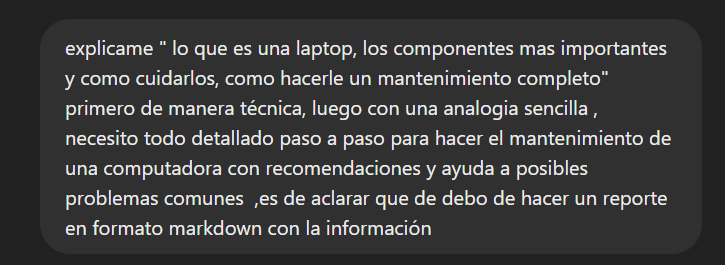 explicame " lo que es una laptop, los componentes mas importantes
y como cuidarlos, como hacerle un mantenimiento completo"
primero de manera técnica, luego con una analogia sencilla ,
necesito todo detallado paso a paso para hacer el mantenimiento de
una computadora con recomendaciones y ayuda a posibles
problemas comunes  ,es de aclarar que de debo de hacer un reporte
en formato markdown con la información